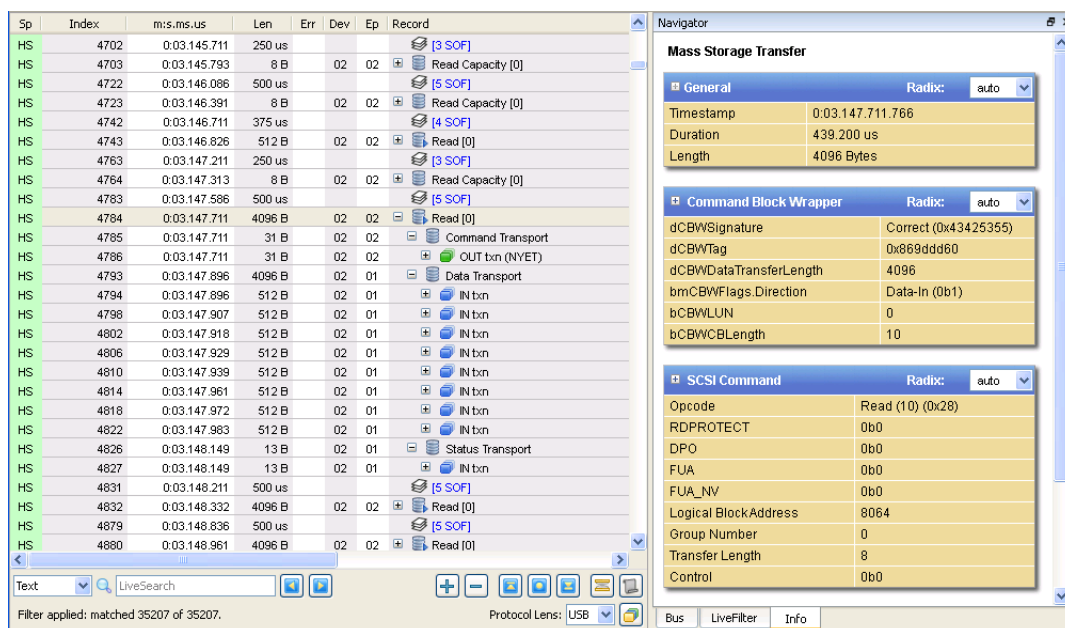 Sp Index m:s.ms.us Len Err Dev Ep Record
HS 4702 0:03.145.711 250 us [3 SOF]
HS 4703 0:03.145.793 8 B 02 02 Read Capacity [0]
HS 4722 0:03.146.086 500 us [5 SOF]
HS 4723 0:03.146.391 8 B 02 02 Read Capacity [0]
HS 4742 0:03.146.711 375 us [4 SOF]
HS 4743 0:03.146.826 512 B 02 02 Read [0]
HS 4763 0:03.147.211 250 us [3 SOF]
HS 4764 0:03.147.313 8 B 02 02 Read Capacity [0]
HS 4783 0:03.147.586 500 us [5 SOF]
HS 4784 0:03.147.711 4096 B 02 02 Read [0]
HS 4785 0:03.147.711 31 B 02 02 Command Transport
HS 4786 0:03.147.711 31 B 02 02 OUT txn (NYET)
HS 4793 0:03.147.896 4096 B 02 01 Data Transport
HS 4794 0:03.147.896 512 B 02 01 IN txn
HS 4798 0:03.147.907 512 B 02 01 IN txn
HS 4802 0:03.147.918 512 B 02 01 IN txn
HS 4806 0:03.147.929 512 B 02 01 IN txn
HS 4810 0:03.147.939 512 B 02 01 IN txn
HS 4814 0:03.147.961 512 B 02 01 IN txn
HS 4818 0:03.147.972 512 B 02 01 IN txn
HS 4822 0:03.147.983 512 B 02 01 IN txn
HS 4826 0:03.148.149 13 B 02 01 Status Transport
HS 4827 0:03.148.149 13 B 02 01 IN txn
HS 4831 0:03.148.211 500 us [5 SOF]
HS 4832 0:03.148.332 4096 B 02 02 Read [0]
HS 4879 0:03.148.836 500 us [5 SOF]
HS 4880 0:03.148.961 4096 B 02 02 Read [0]
Text LiveSearch
Filter applied: matched 35207 of 35207. Protocol Lens: USB
Navigator
Mass Storage Transfer
General Radix: auto
Timestamp 0:03.147.711.766
Duration 439.200 us
Length 4096 Bytes
Command Block Wrapper Radix: auto
dCBWSignature Correct (0x43425355)
dCBWTag 0x869ddd60
dCBWDataTransferLength 4096
bmCBWFlags.Direction Data-In (0b1)
bCBWLUN 0
bCBWCBLength 10
SCSI Command Radix: auto
Opcode Read (10) (0x28)
RDPROTECT 0b0
DPO 0b0
FUA 0b0
FUA_NV 0b0
Logical BlockAddress 8064
Group Number 0
Transfer Length 8
Control 0b0
Bus LiveFilter Info